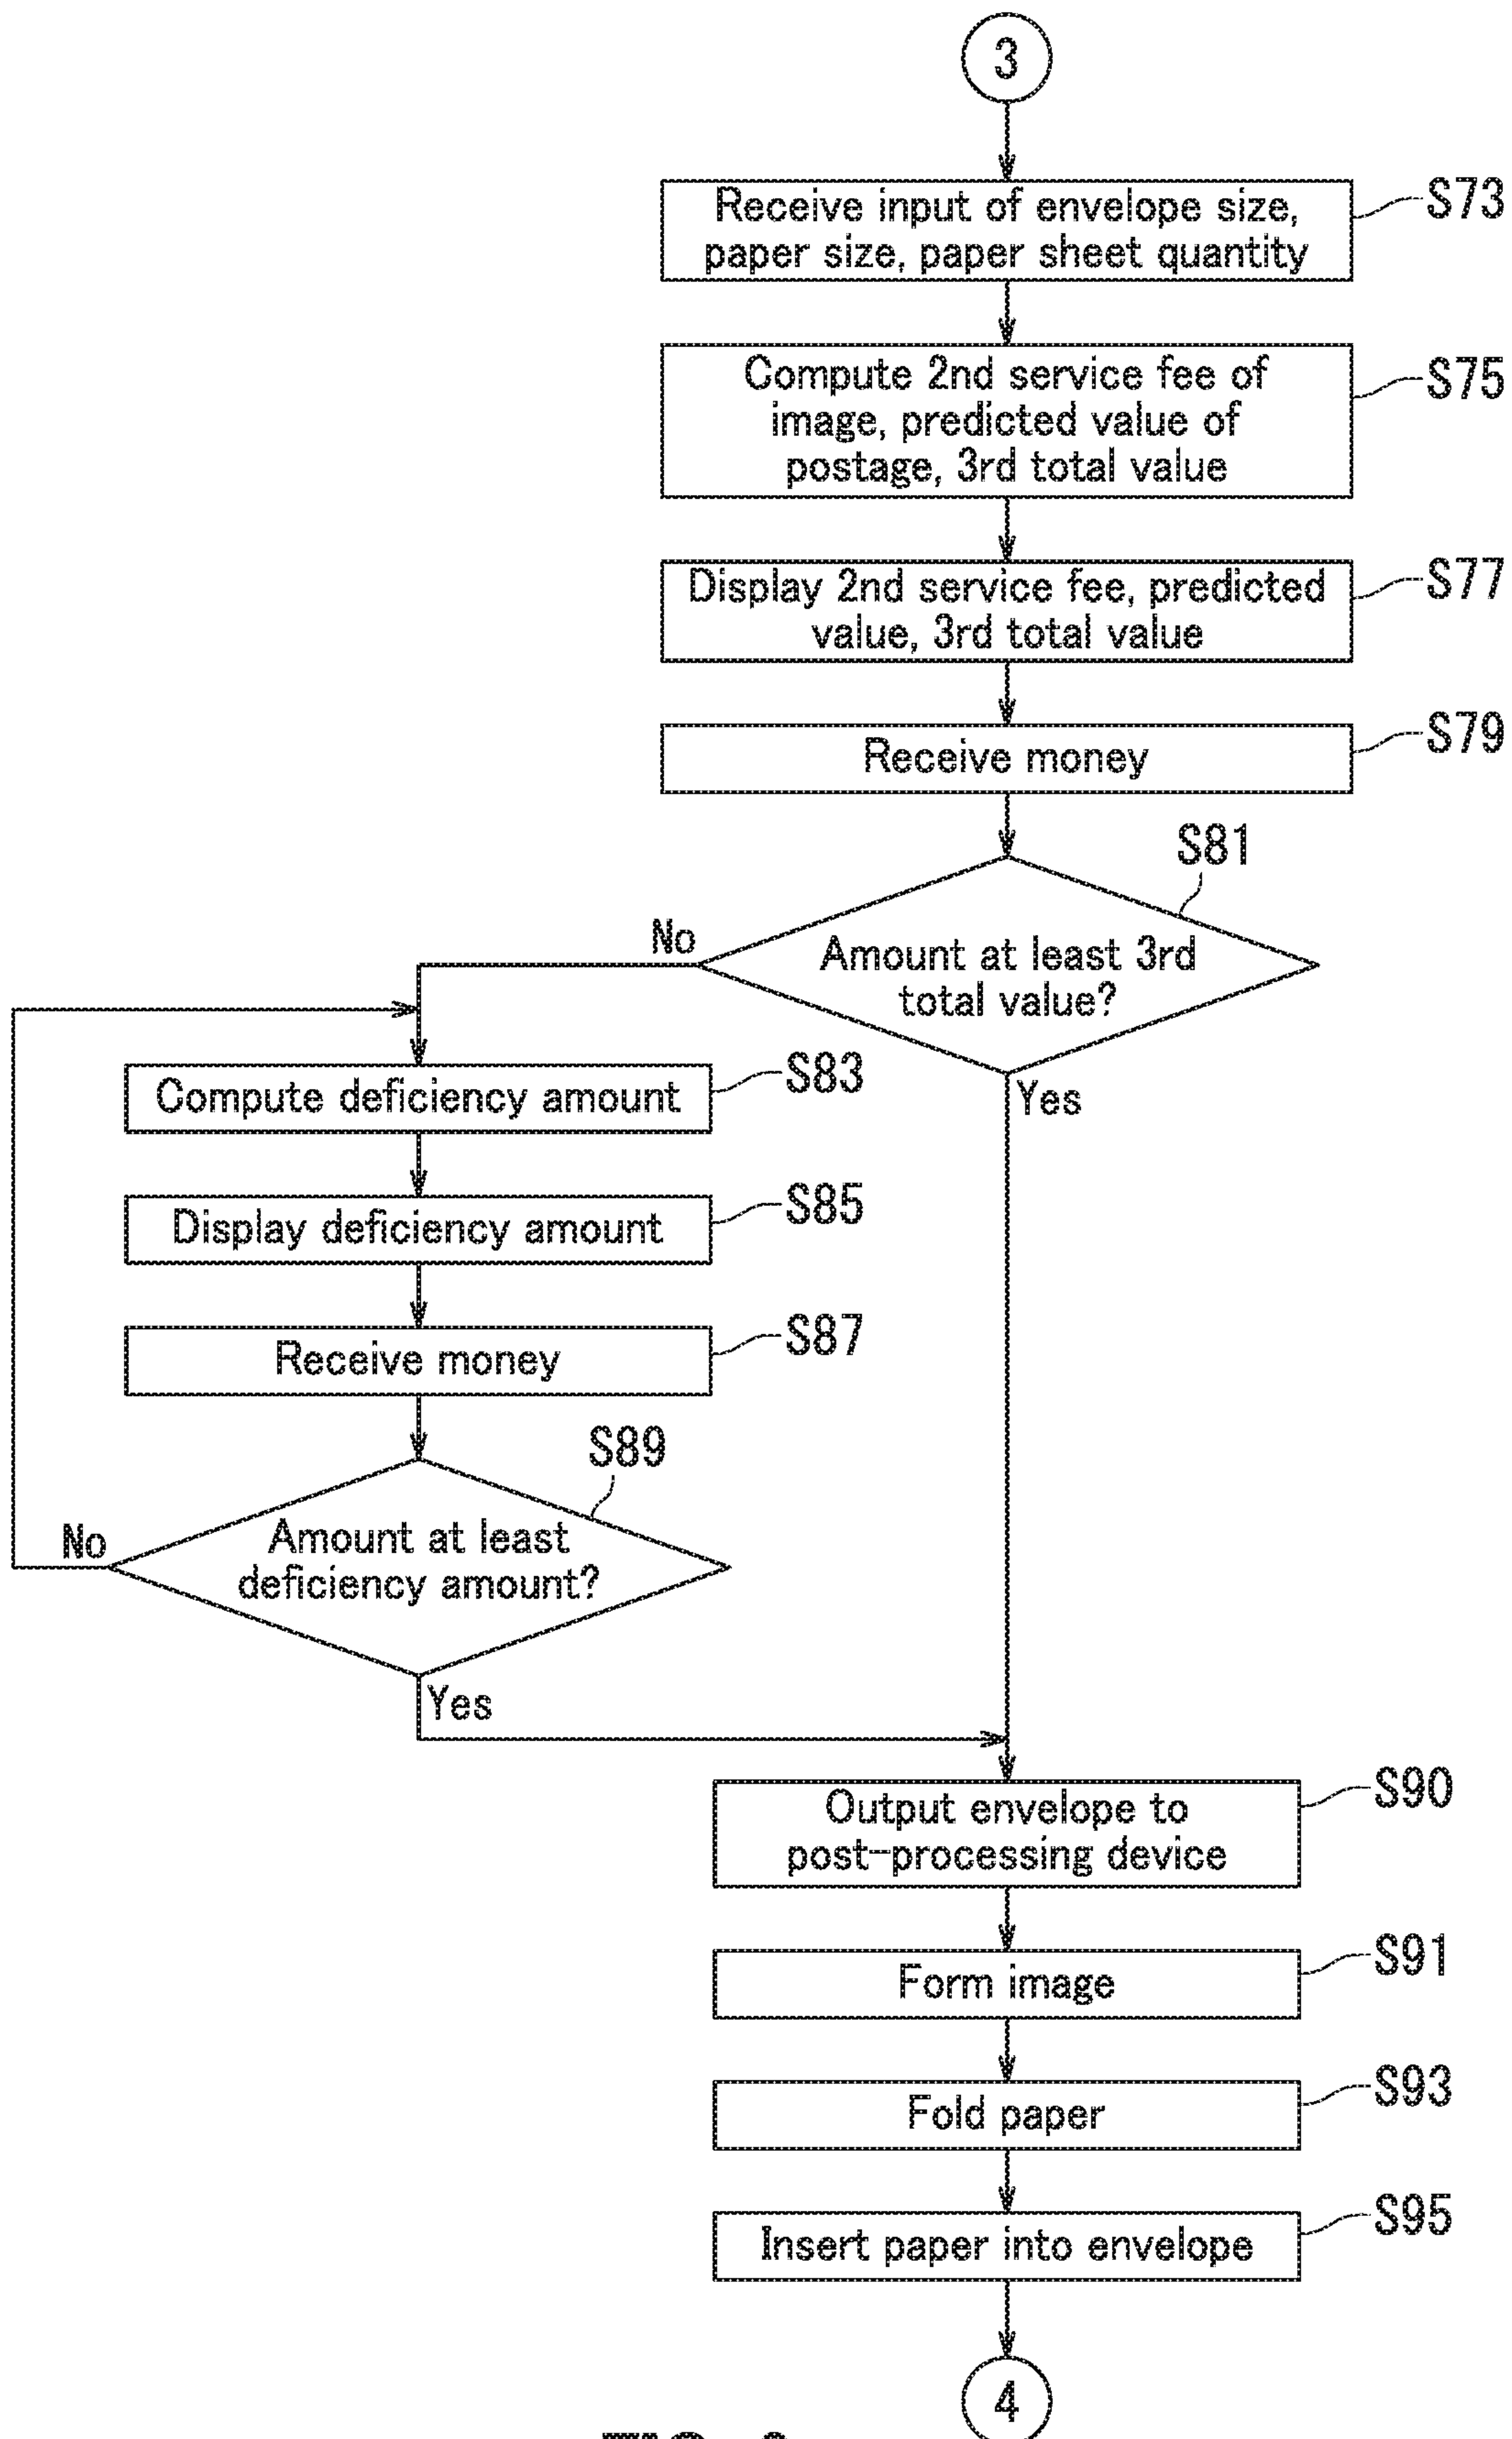 3
Receive input of envelope size,
paper size, paper sheet quantity
S73
Compute 2nd service fee of
image, predicted value of
postage, 3rd total value
S75
Display 2nd service fee, predicted
value, 3rd total value
S77
Receive money
S79
S81
Amount at least 3rd
total value?
No
Yes
Compute deficiency amount
S83
Display deficiency amount
S85
Receive money
S87
S89
Amount at least
deficiency amount?
No
Yes
Output envelope to
post-processing device
S90
Form image
S91
Fold paper
S93
Insert paper into envelope
S95
4